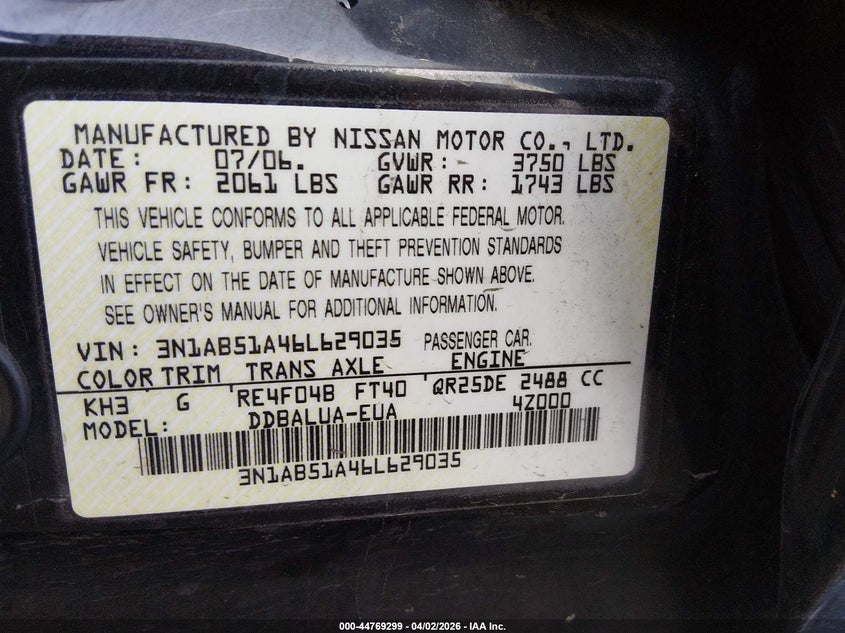 MANUFACTURED BY NISSAN MOTOR CO., LTD.
DATE: 07/06. GVWR: 3750 LBS
GAWR FR: 2061 LBS GAWR RR: 1743 LBS
THIS VEHICLE CONFORMS TO ALL APPLICABLE FEDERAL MOTOR
VEHICLE SAFETY, BUMPER AND THEFT PREVENTION STANDARDS
IN EFFECT ON THE DATE OF MANUFACTURE SHOWN ABOVE.
SEE OWNER'S MANUAL FOR ADDITIONAL INFORMATION.
VIN: 3N1AB51A46L629035 PASSENGER CAR.
COLOR TRIM TRANS AXLE ENGINE
KH3 G RE4F04B FT40 QR25DE 2488 CC
MODEL: DDBALUA-EUA 4Z000
3N1AB51A46L629035
000-44769299 - 04/02/2026 - IAA Inc.